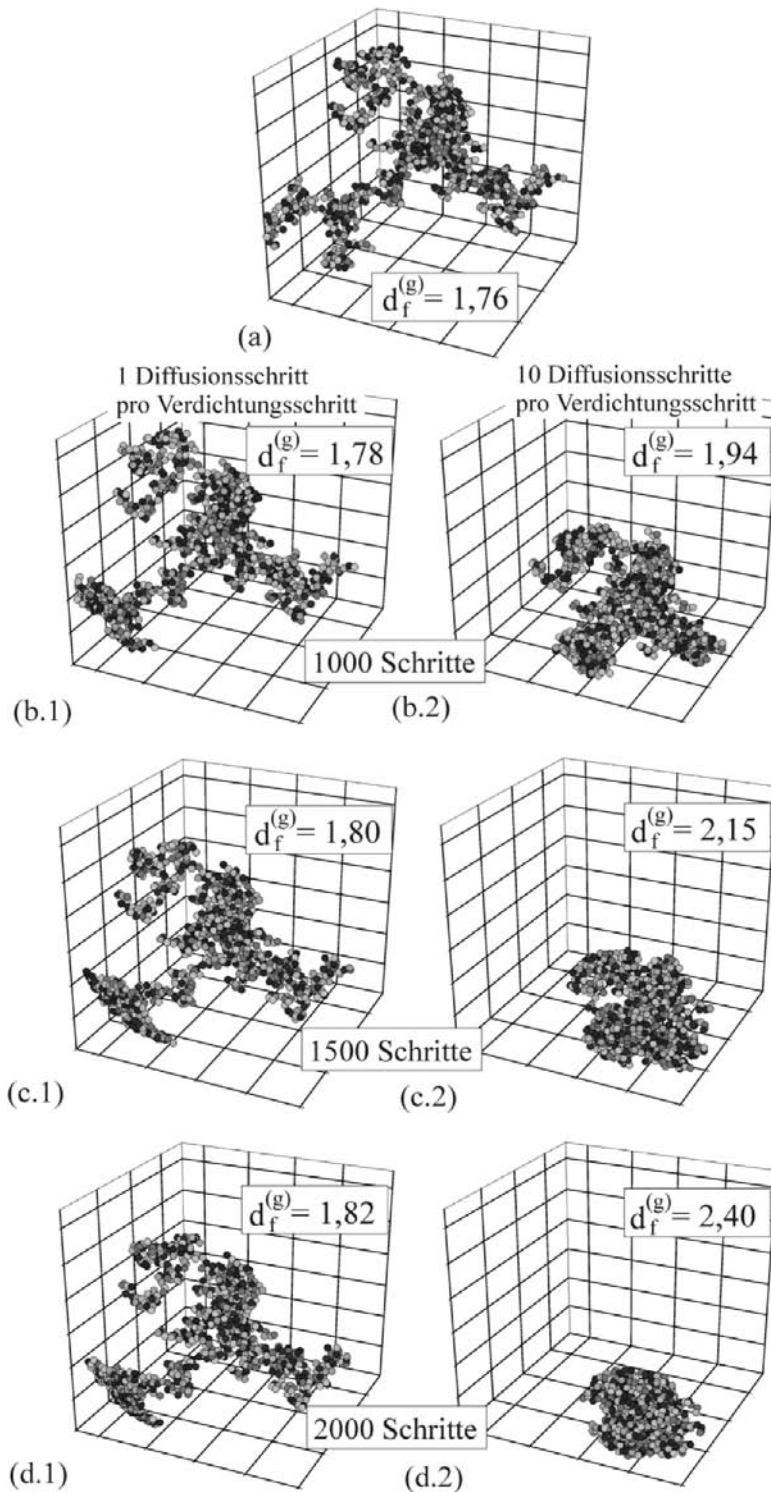 d_f^(g) = 1,76
(a)
1 Diffusionsschritt
pro Verdichtungsschritt
10 Diffusionsschritte
pro Verdichtungsschritt
d_f^(g) = 1,78
d_f^(g) = 1,94
1000 Schritte
(b.1)
(b.2)
d_f^(g) = 1,80
d_f^(g) = 2,15
1500 Schritte
(c.1)
(c.2)
d_f^(g) = 1,82
d_f^(g) = 2,40
2000 Schritte
(d.1)
(d.2)